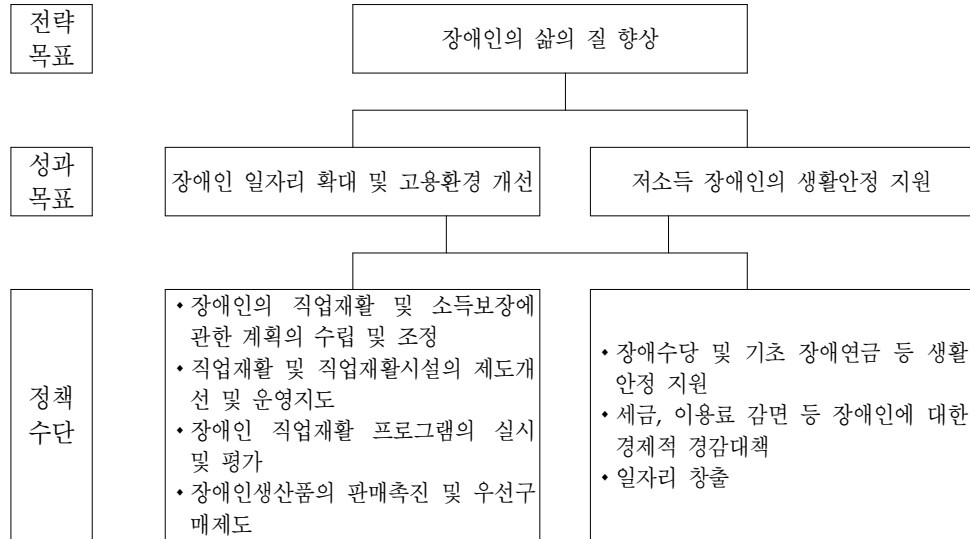 전략
목표
장애인의 삶의 질 향상
성과
목표
장애인 일자리 확대 및 고용환경 개선
저소득 장애인의 생활안정 지원
정책
수단
• 장애인의 직업재활 및 소득보장에
관한 계획의 수립 및 조정
• 직업재활 및 직업재활시설의 제도개
선 및 운영지도
• 장애인 직업재활 프로그램의 실시
및 평가
• 장애인생산품의 판매촉진 및 우선구
매제도
• 장애수당 및 기초 장애연금 등 생활
안정 지원
• 세금, 이용료 감면 등 장애인에 대한
경제적 경감대책
• 일자리 창출